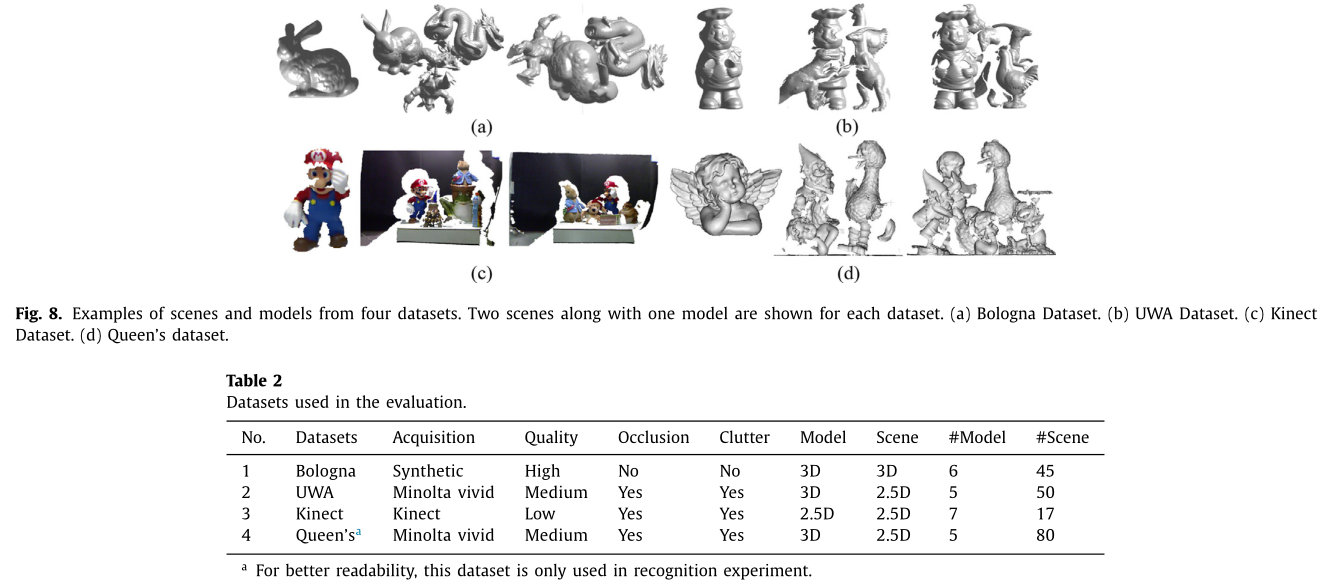 (a) (b)
(c) (d)
Fig. 8. Examples of scenes and models from four datasets. Two scenes along with one model are shown for each dataset. (a) Bologna Dataset. (b) UWA Dataset. (c) Kinect
Dataset. (d) Queen's dataset.
Table 2
Datasets used in the evaluation.
No. Datasets Acquisition Quality Occlusion Clutter Model Scene #Model #Scene
1 Bologna Synthetic High No No 3D 3D 6 45
2 UWA Minolta vivid Medium Yes Yes 3D 2.5D 5 50
3 Kinect Kinect Low Yes Yes 2.5D 2.5D 7 17
4 Queen'sa Minolta vivid Medium Yes Yes 3D 2.5D 5 80
a For better readability, this dataset is only used in recognition experiment.